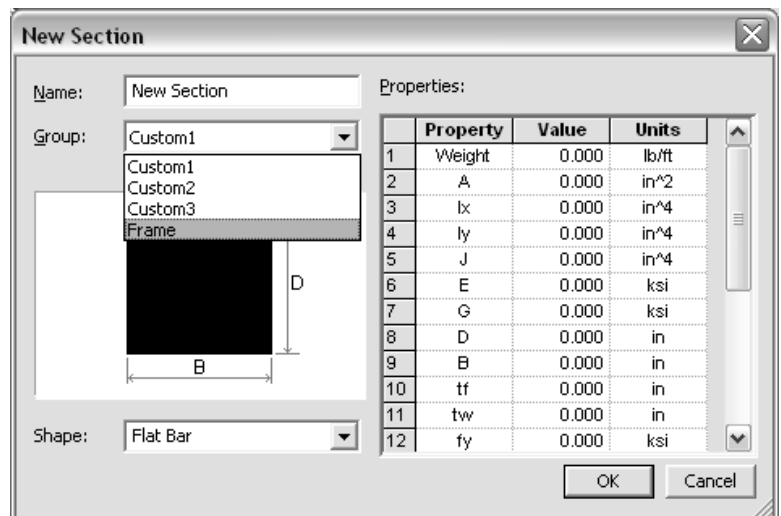 New Section
Name: New Section
Group: Custom1
Custom1
Custom2
Custom3
Frame
D
B
Shape: Flat Bar
Properties:
Property Value Units
1 Weight 0.000 lb/ft
2 A 0.000 in^2
3 Ix 0.000 in^4
4 Iy 0.000 in^4
5 J 0.000 in^4
6 E 0.000 ksi
7 G 0.000 ksi
8 D 0.000 in
9 B 0.000 in
10 tf 0.000 in
11 tw 0.000 in
12 fy 0.000 ksi
OK Cancel